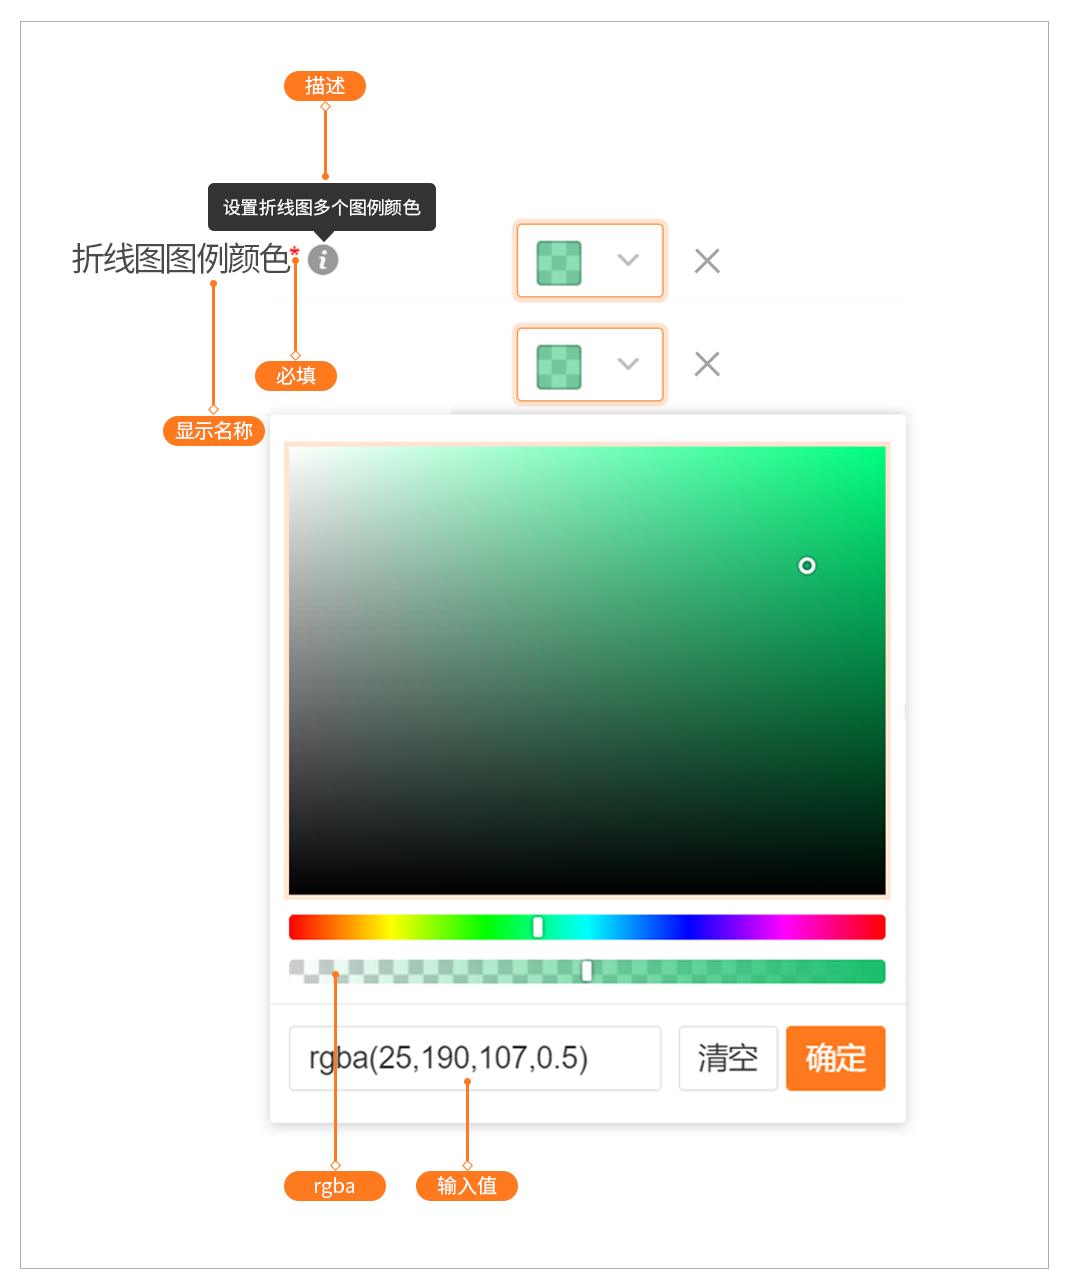 描述
设置折线图多个图例颜色
折线图图例颜色*
必填
显示名称
rgba(25,190,107,0.5)
清空
确定
rgba
输入值